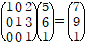 (1 0 2) (5) = (7)
(0 1 3) (6) = (9)
(0 0 1) (1) = (1)